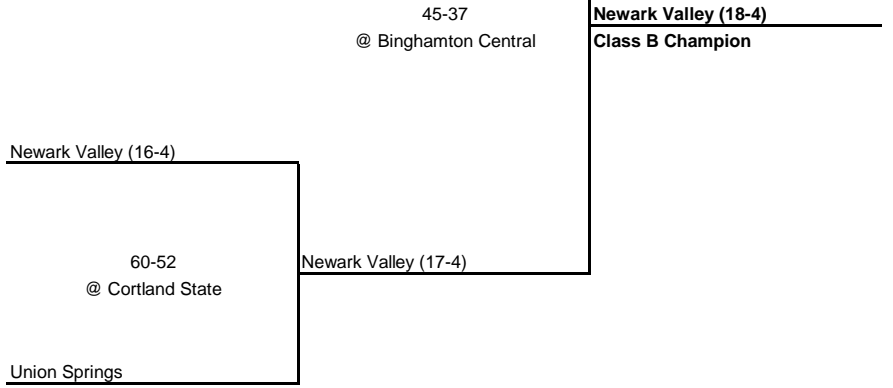 45-37
Newark Valley (18-4)
@ Binghamton Central
Class B Champion
Newark Valley (16-4)
60-52
Newark Valley (17-4)
@ Cortland State
Union Springs